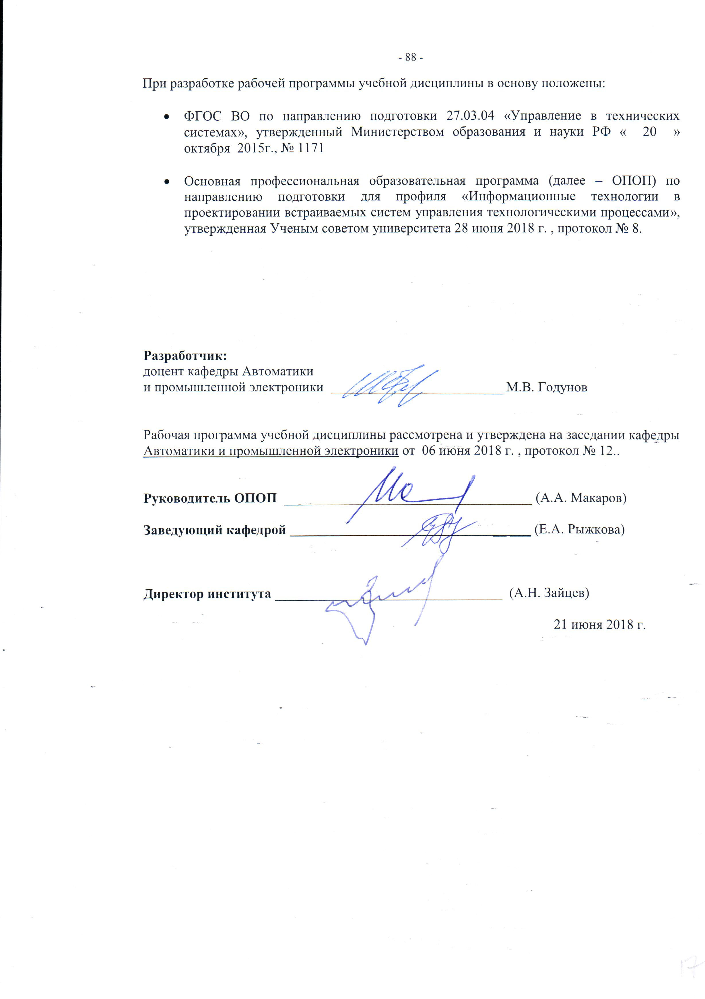 - 88 -
При разработке рабочей программы учебной дисциплины в основу положены:
• ФГОС ВО по направлению подготовки 27.03.04 «Управление в технических
системах», утвержденный Министерством образования и науки РФ « 20 »
октября 2015г., № 1171
• Основная профессиональная образовательная программа (далее – ОПОП) по
направлению подготовки для профиля «Информационные технологии в
проектировании встраиваемых систем управления технологическими процессами»,
утвержденная Ученым советом университета 28 июня 2018 г. , протокол № 8.
Разработчик:
доцент кафедры Автоматики
и промышленной электроники М.В. Годунов
Рабочая программа учебной дисциплины рассмотрена и утверждена на заседании кафедры
Автоматики и промышленной электроники от 06 июня 2018 г. , протокол № 12..
Руководитель ОПОП (А.А. Макаров)
Заведующий кафедрой (Е.А. Рыжкова)
Директор института (А.Н. Зайцев)
21 июня 2018 г.
17